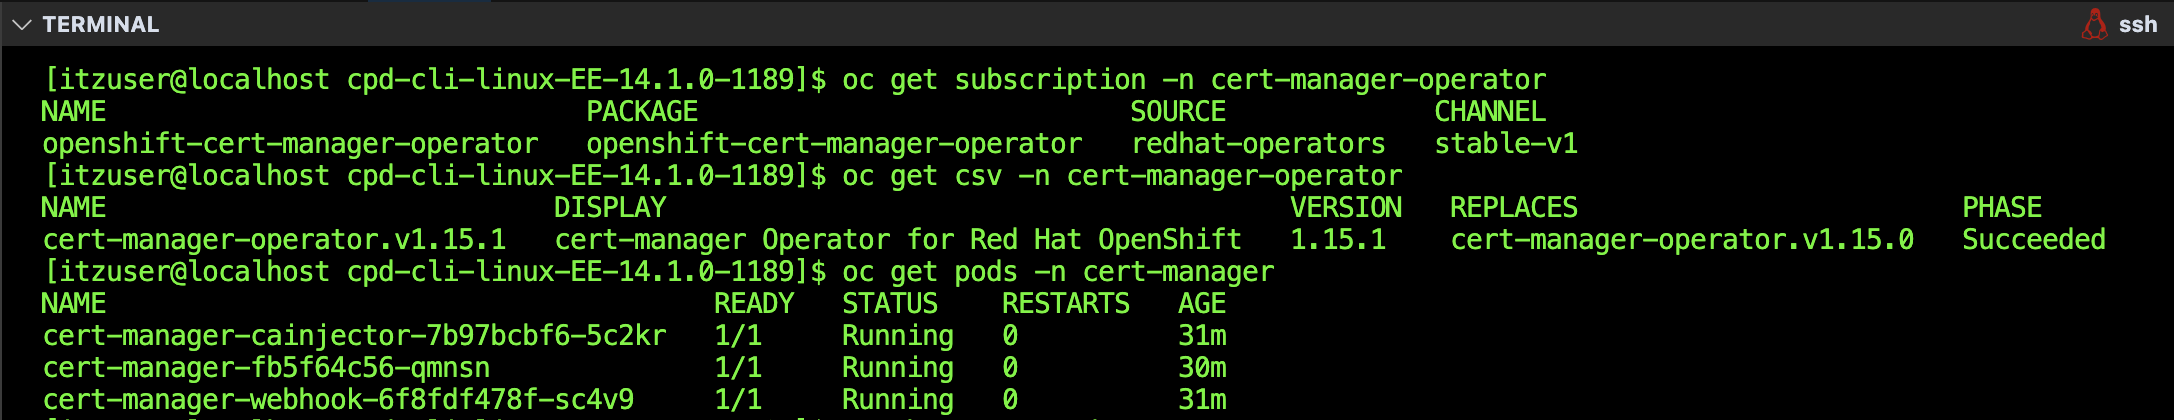 TERMINAL ssh
[itzuser@localhost cpd-cli-linux-EE-14.1.0-1189]$ oc get subscription -n cert-manager-operator
NAME PACKAGE SOURCE CHANNEL
openshift-cert-manager-operator openshift-cert-manager-operator redhat-operators stable-v1
[itzuser@localhost cpd-cli-linux-EE-14.1.0-1189]$ oc get csv -n cert-manager-operator
NAME DISPLAY VERSION REPLACES PHASE
cert-manager-operator.v1.15.1 cert-manager Operator for Red Hat OpenShift 1.15.1 cert-manager-operator.v1.15.0 Succeeded
[itzuser@localhost cpd-cli-linux-EE-14.1.0-1189]$ oc get pods -n cert-manager
NAME READY STATUS RESTARTS AGE
cert-manager-cainjector-7b97bcbf6-5c2kr 1/1 Running 0 31m
cert-manager-fb5f64c56-qmnsn 1/1 Running 0 30m
cert-manager-webhook-6f8fdf478f-sc4v9 1/1 Running 0 31m